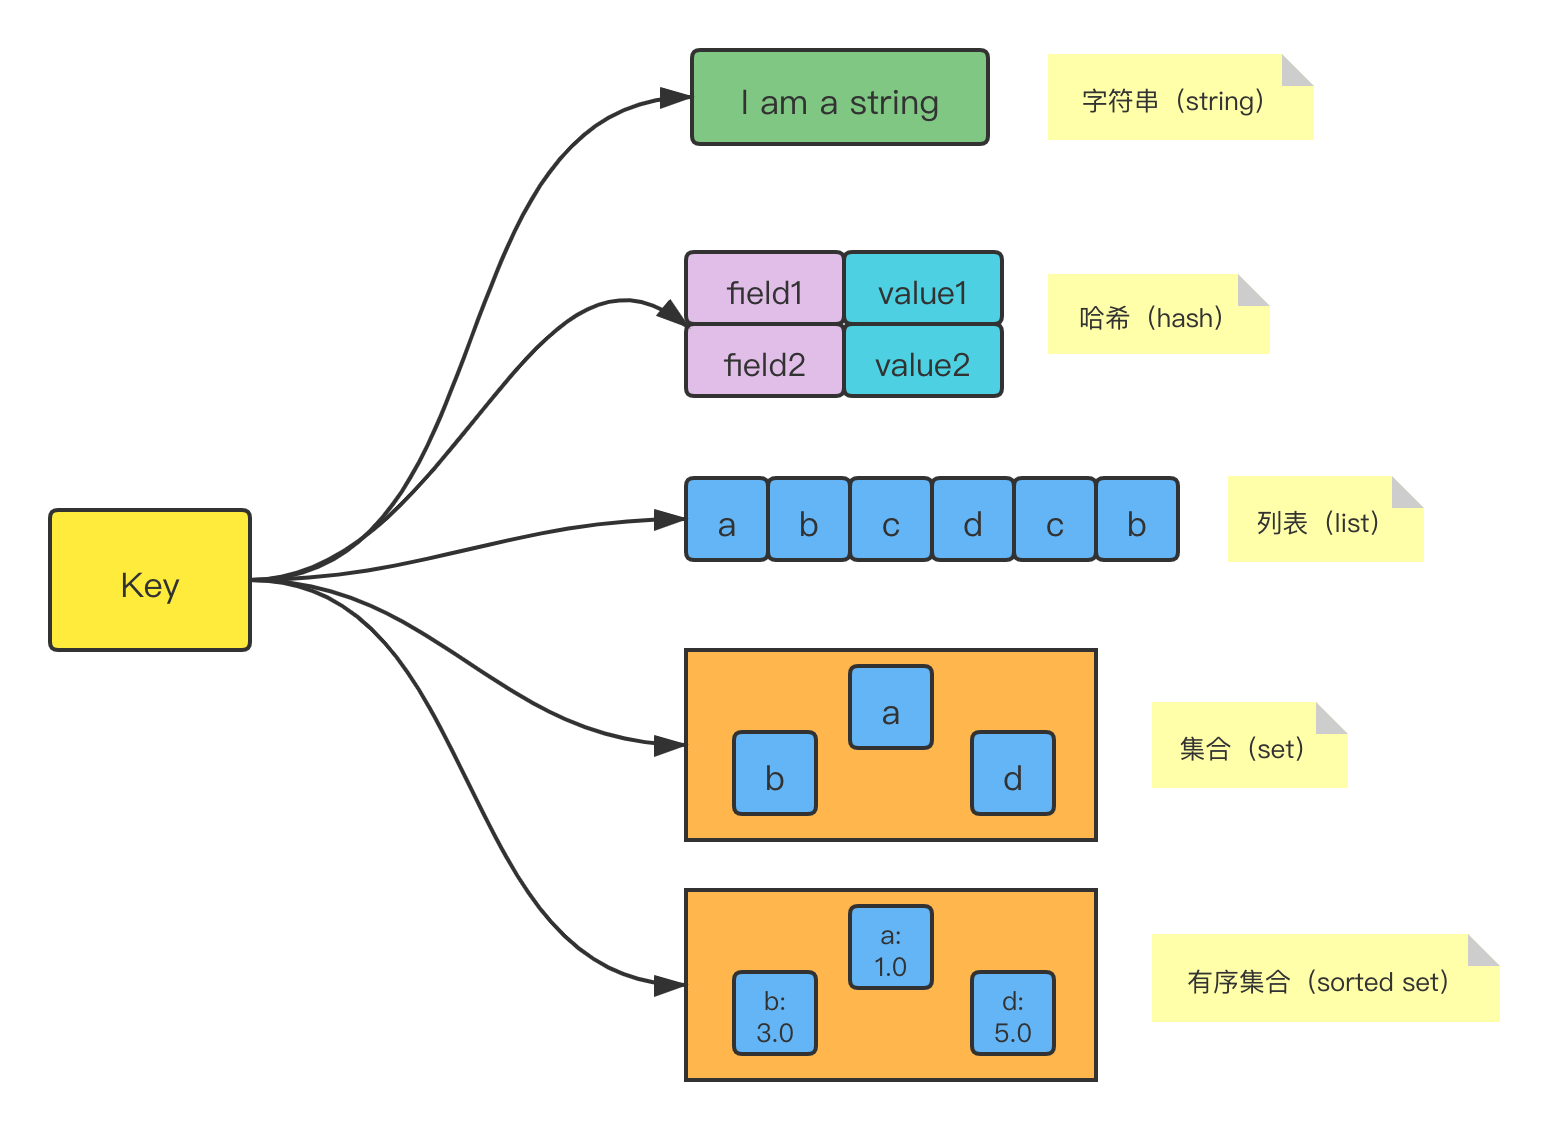 I am a string
字符串（string）
field1
value1
field2
value2
哈希（hash）
a
b
c
d
c
b
列表（list）
Key
a
b
d
集合（set）
a:
1.0
b:
3.0
d:
5.0
有序集合（sorted set）